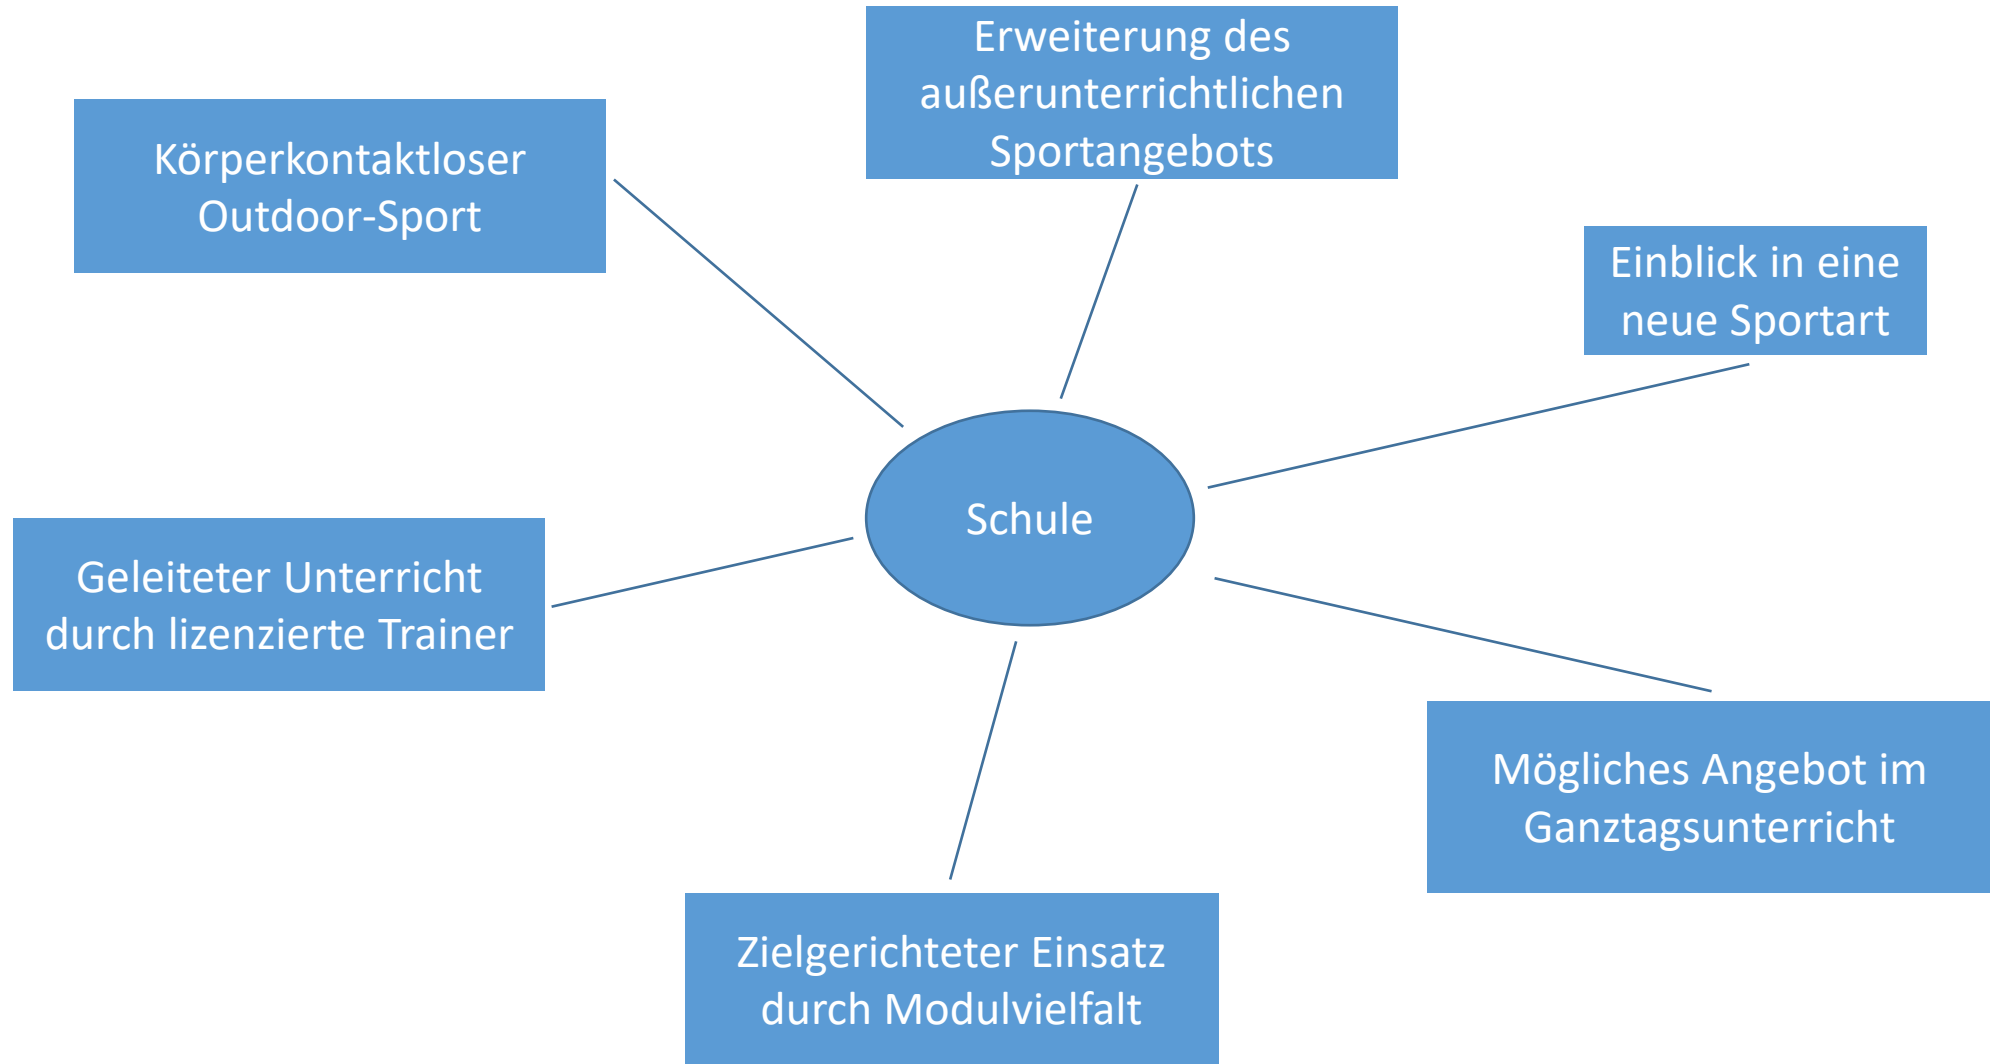 Erweiterung des
außerunterrichtlichen
Sportangebots
Körperkontaktloser
Outdoor-Sport
Einblick in eine
neue Sportart
Schule
Geleiteter Unterricht
durch lizenzierte Trainer
Mögliches Angebot im
Ganztagsunterricht
Zielgerichteter Einsatz
durch Modulvielfalt